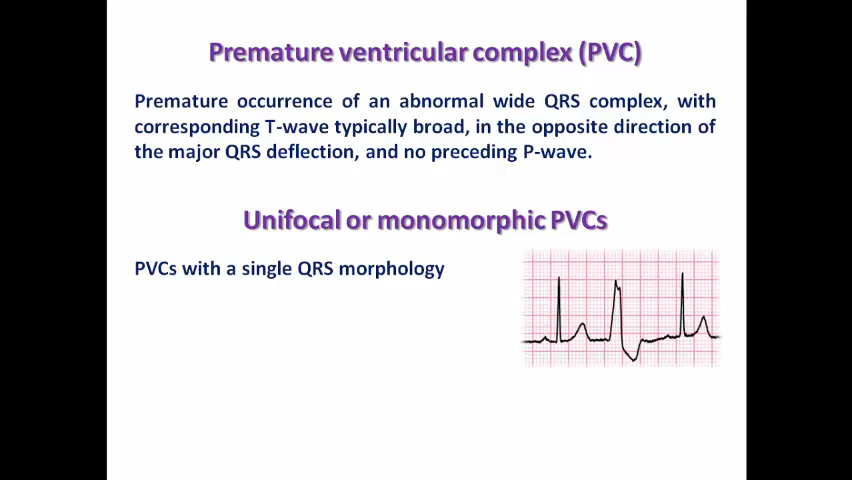 Premature ventricular complex (PVC)
Premature occurrence of an abnormal wide QRS complex, with
corresponding T-wave typically broad, in the opposite direction of
the major QRS deflection, and no preceding P-wave.
Unifocal or monomorphic PVCs
PVCs with a single QRS morphology